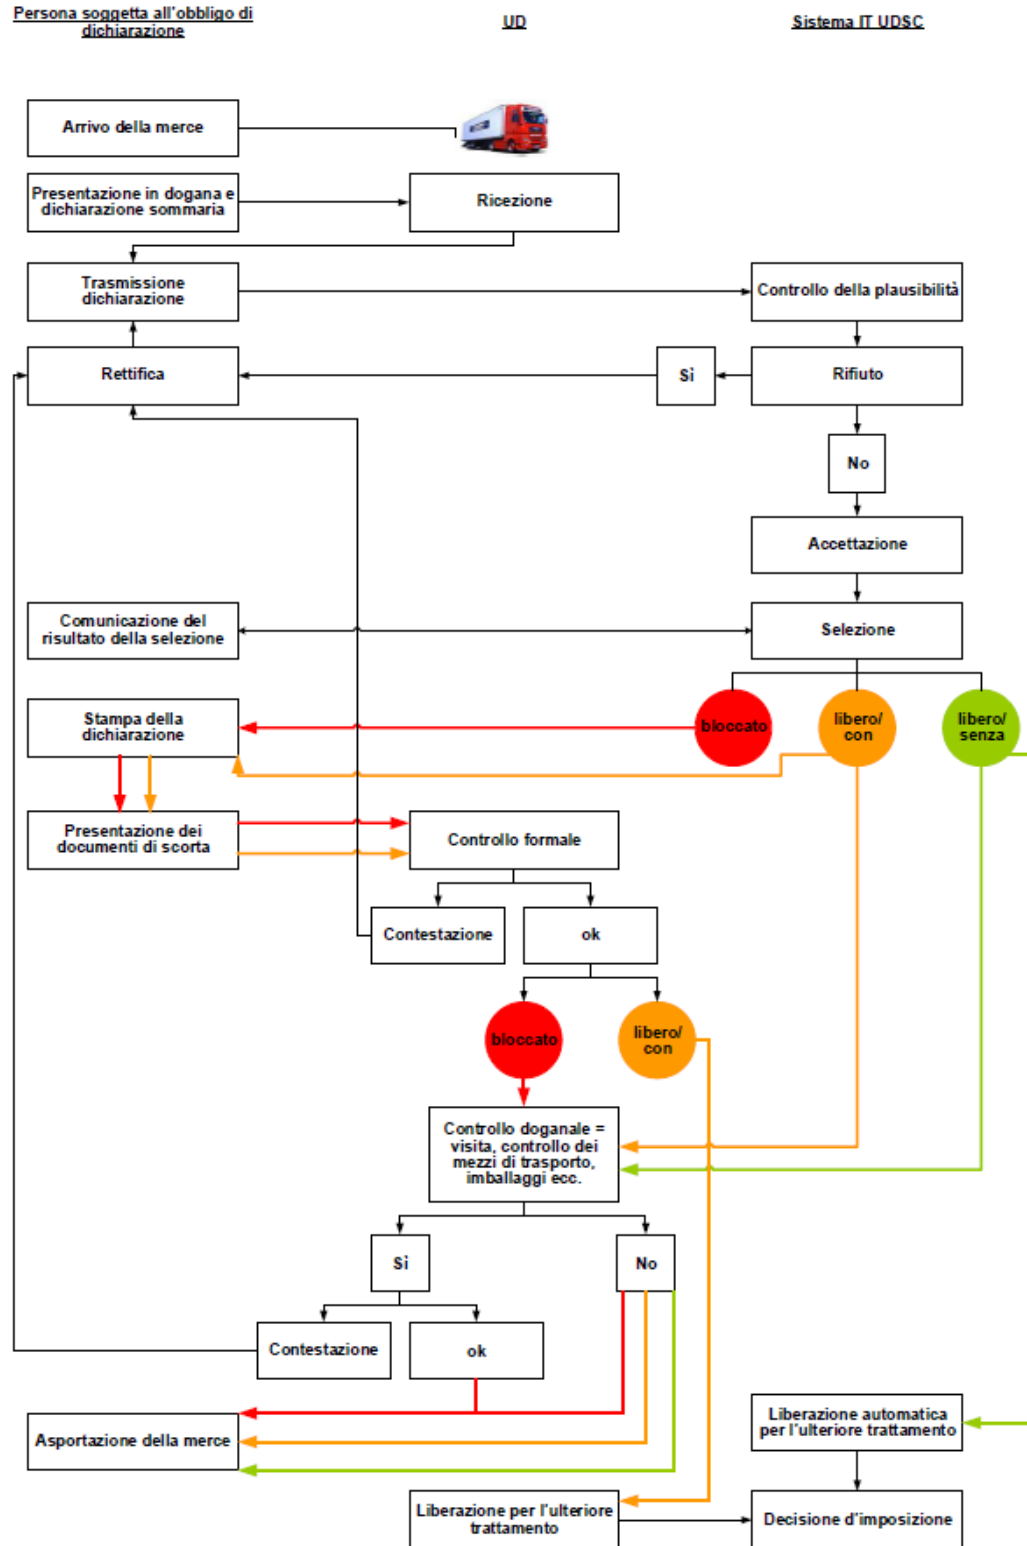 Persona soggetta all'obbligo di
dichiarazione
UD
Sistema IT UDSC
Arrivo della merce
Presentazione in dogana e
dichiarazione sommaria
Ricezione
Trasmissione
dichiarazione
Controllo della plausibilità
Rettifica
Sì
Rifiuto
No
Accettazione
Comunicazione del
risultato della selezione
Selezione
Stampa della
dichiarazione
bloccato
libero/
con
libero/
senza
Presentazione dei
documenti di scorta
Controllo formale
Contestazione
ok
bloccato
libero/
con
Controllo doganale =
visita, controllo dei
mezzi di trasporto,
imballaggi ecc.
Sì
No
Contestazione
ok
Asportazione della merce
Liberazione automatica
per l'ulteriore trattamento
Liberazione per l'ulteriore
trattamento
Decisione d'imposizione